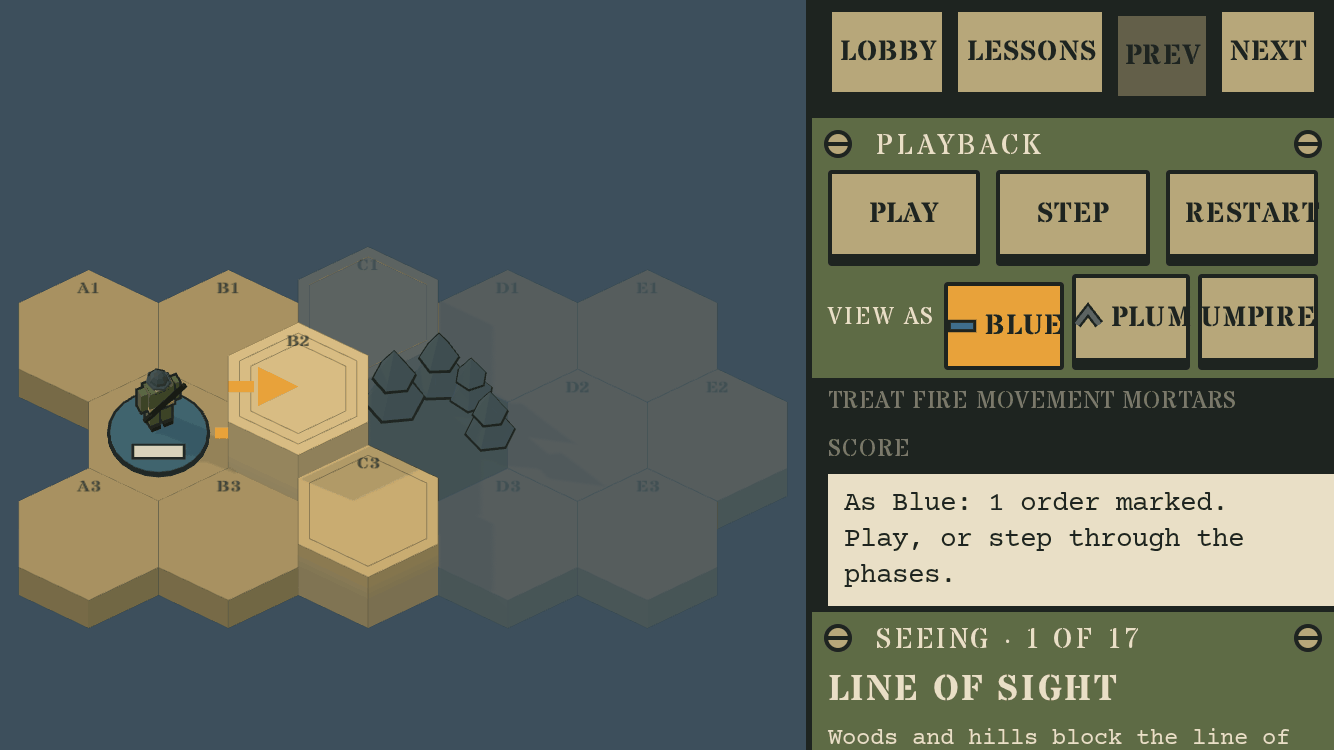 LOBBY LESSONS PREV NEXT
PLAYBACK
PLAY STEP RESTART
VIEW AS BLUE PLUM UMPIRE
TREAT FIRE MOVEMENT MORTARS
SCORE
As Blue: 1 order marked.
Play, or step through the
phases.
SEEING · 1 OF 17
LINE OF SIGHT
Woods and hills block the line of
C1
A1 B1 D1 E1
B2
D2 E2
C3
A3 B3 D3 E3